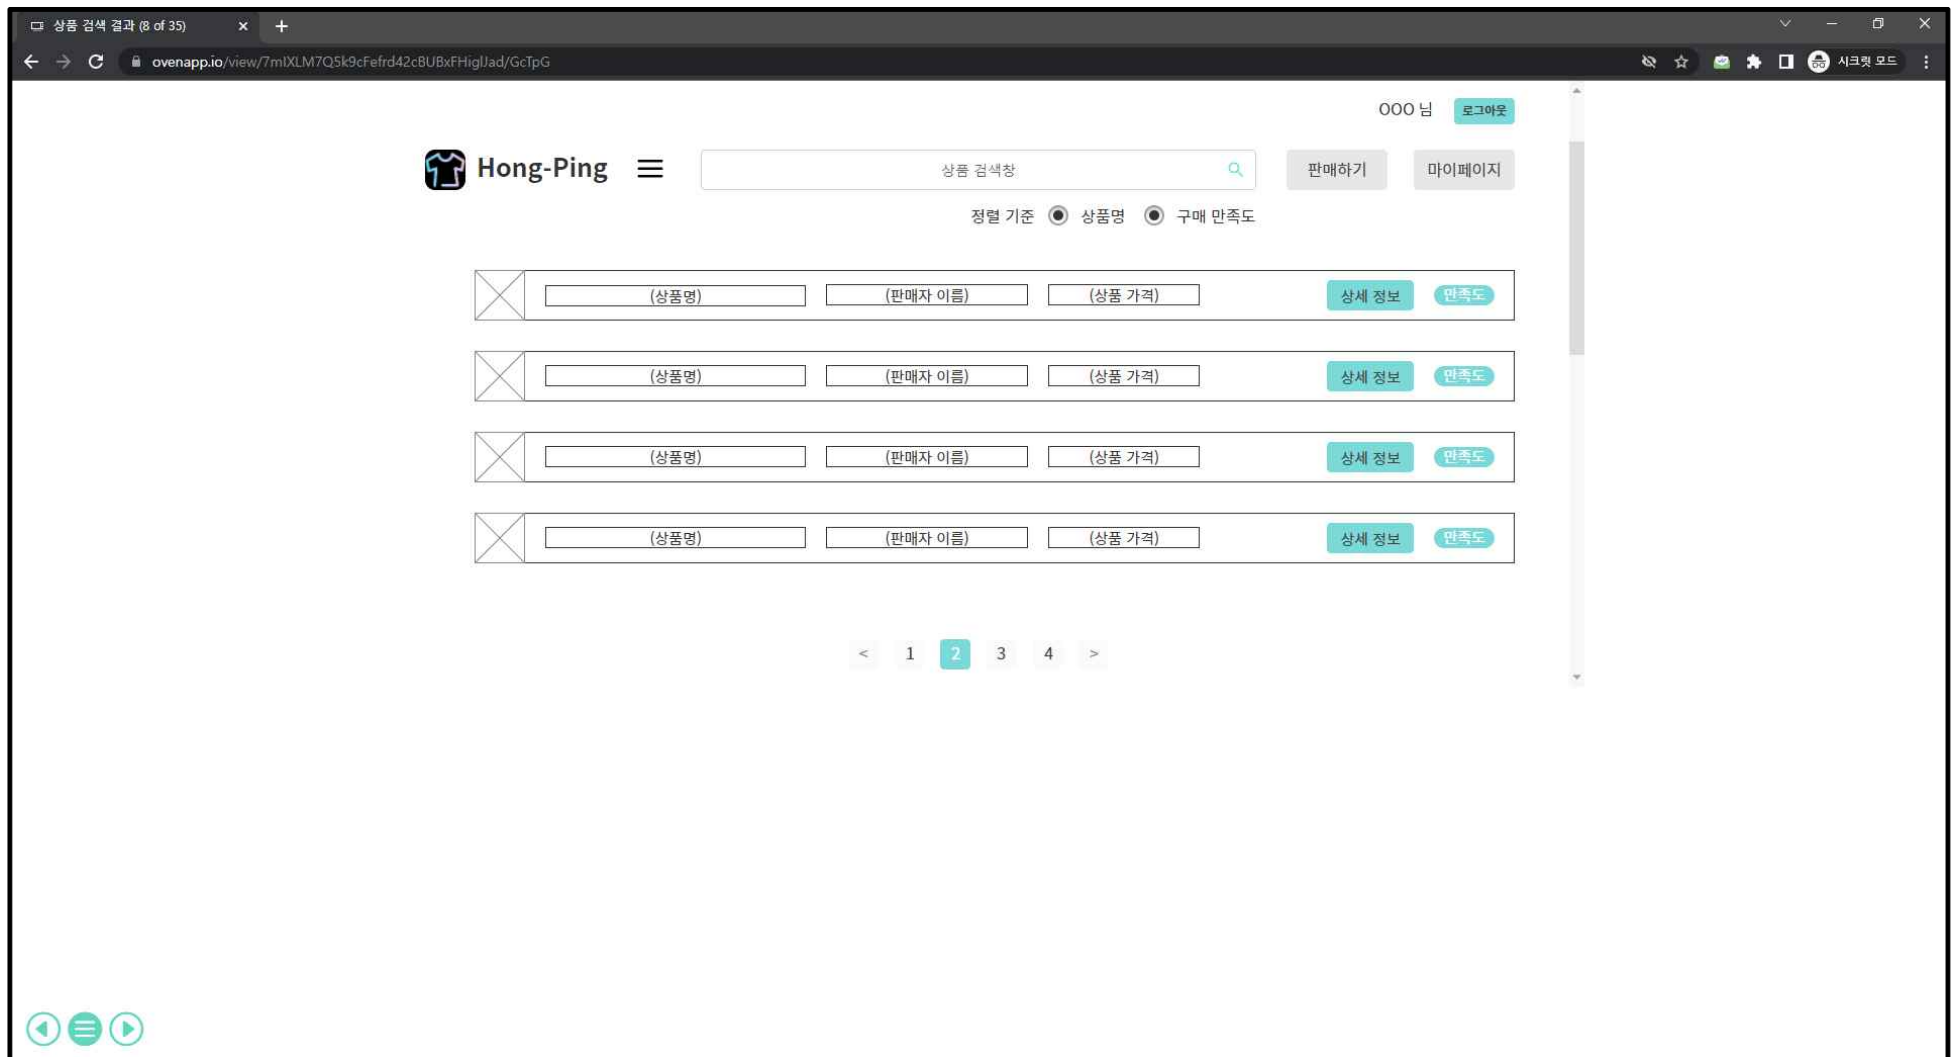 상품 검색 결과 (8 of 35)
ovenapp.io/view/7mIXLM7Q5k9cFefrd42cBUBxFHiglJad/GcTpG
시크릿 모드
OOO 님 로그아웃
Hong-Ping 상품 검색창 판매하기 마이페이지
정렬 기준 상품명 구매 만족도
(상품명) (판매자 이름) (상품 가격) 상세 정보 만족도
(상품명) (판매자 이름) (상품 가격) 상세 정보 만족도
(상품명) (판매자 이름) (상품 가격) 상세 정보 만족도
(상품명) (판매자 이름) (상품 가격) 상세 정보 만족도
< 1 2 3 4 >